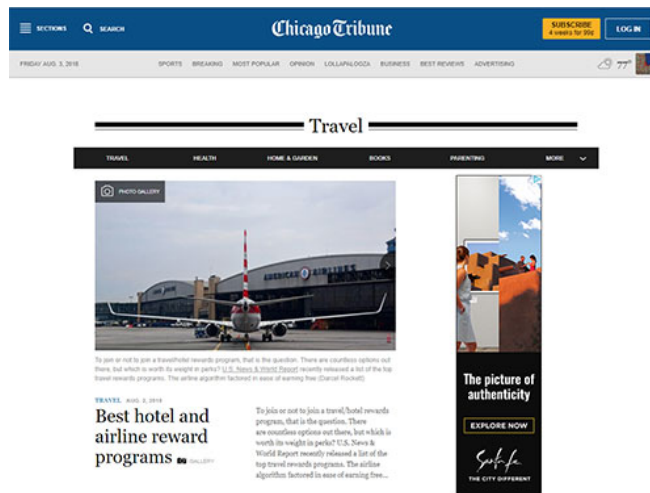 SECTIONS
SEARCH
Chicago Tribune
SUBSCRIBE
4 weeks for 99¢
LOG IN
FRIDAY AUG. 3, 2018
SPORTS BREAKING MOST POPULAR OPINION LOLLAPALOOZA BUSINESS BEST REVIEWS ADVERTISING
77°
Travel
TRAVEL HEALTH HOME & GARDEN BOOKS PARENTING MORE
PHOTO GALLERY
AMERICAN AIRLINES
To join or not to join a travel/hotel rewards program, that is the question. There are countless options out
there, but which is worth its weight in perks? U.S. News & World Report recently released a list of the top
travel rewards programs. The airline algorithm factored in ease of earning free (Darcel Rockett)
TRAVEL AUG. 2, 2018
Best hotel and
airline reward
programs GALLERY
To join or not to join a travel/hotel rewards
program, that is the question. There
are countless options out there, but which is
worth its weight in perks? U.S. News &
World Report recently released a list of the
top travel rewards programs. The airline
algorithm factored in ease of earning free...
The picture of
authenticity
EXPLORE NOW
Santa Fe
THE CITY DIFFERENT